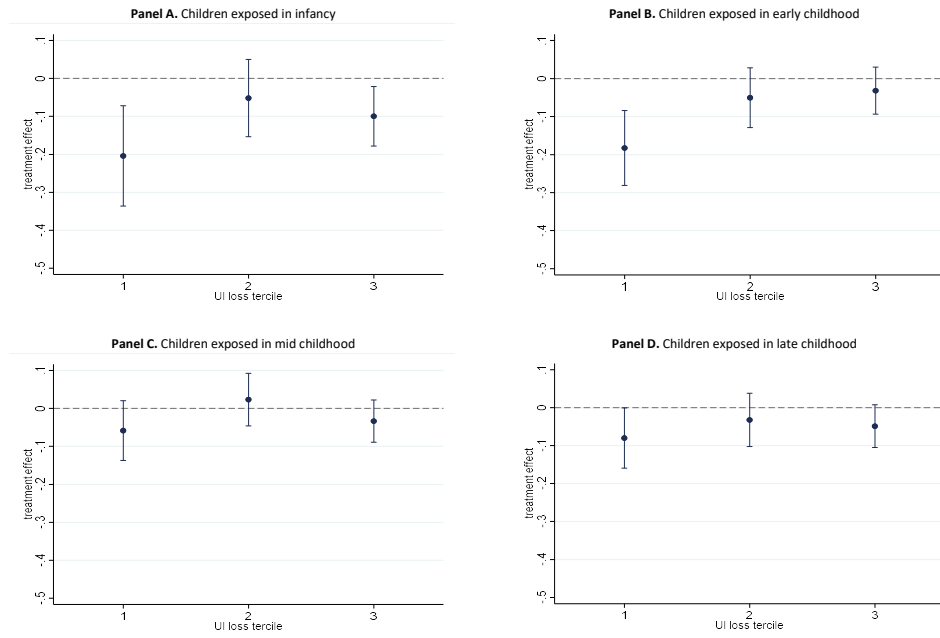 Panel A. Children exposed in infancy
treatment effect
.1
0
-.1
-.2
-.3
-.4
-.5
1 2 3
UI loss tercile
Panel B. Children exposed in early childhood
treatment effect
.1
0
-.1
-.2
-.3
-.4
-.5
1 2 3
UI loss tercile
Panel C. Children exposed in mid childhood
treatment effect
.1
0
-.1
-.2
-.3
-.4
-.5
1 2 3
UI loss tercile
Panel D. Children exposed in late childhood
treatment effect
.1
0
-.1
-.2
-.3
-.4
-.5
1 2 3
UI loss tercile